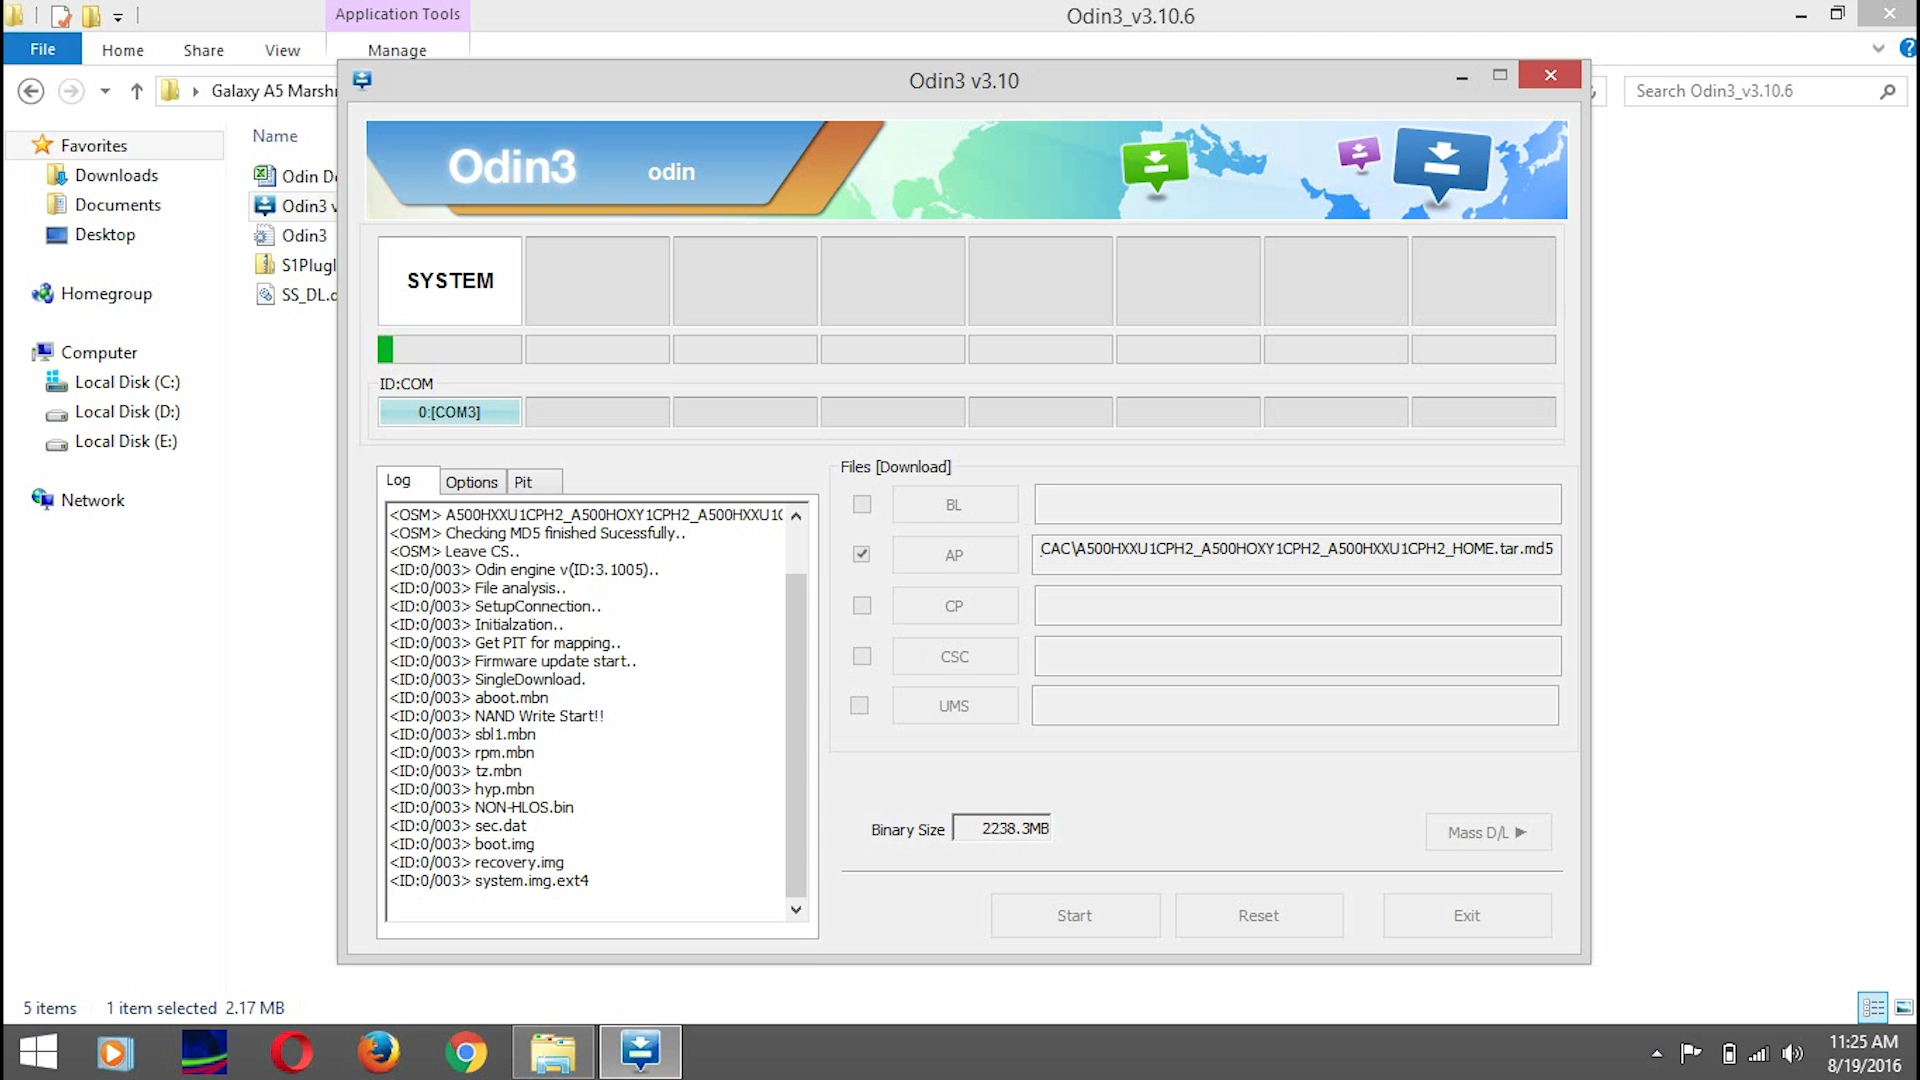 Application Tools
Odin3_v3.10.6
File
Home
Share
View
Manage
Galaxy A5 Marsh
Search Odin3_v3.10.6
Odin3 v3.10
Favorites
Downloads
Documents
Desktop
Homegroup
Computer
Local Disk (C:)
Local Disk (D:)
Local Disk (E:)
Network
Name
Odin D
Odin3 v
Odin3
S1PlugI
SS_DL.
Odin3
odin
SYSTEM
ID:COM
0:[COM3]
Log
Options
Pit
<OSM> A500HXXU1CPH2_A500HOXY1CPH2_A500HXXU1C
<OSM> Checking MD5 finished Sucessfully..
<OSM> Leave CS..
<ID:0/003> Odin engine v(ID:3.1005)..
<ID:0/003> File analysis..
<ID:0/003> SetupConnection..
<ID:0/003> Initialzation..
<ID:0/003> Get PIT for mapping..
<ID:0/003> Firmware update start..
<ID:0/003> SingleDownload.
<ID:0/003> aboot.mbn
<ID:0/003> NAND Write Start!!
<ID:0/003> sbl1.mbn
<ID:0/003> rpm.mbn
<ID:0/003> tz.mbn
<ID:0/003> hyp.mbn
<ID:0/003> NON-HLOS.bin
<ID:0/003> sec.dat
<ID:0/003> boot.img
<ID:0/003> recovery.img
<ID:0/003> system.img.ext4
Files [Download]
BL
AP
CAC\A500HXXU1CPH2_A500HOXY1CPH2_A500HXXU1CPH2_HOME.tar.md5
CP
CSC
UMS
Binary Size
2238.3MB
Mass D/L ▶
Start
Reset
Exit
5 items
1 item selected 2.17 MB
11:25 AM
8/19/2016